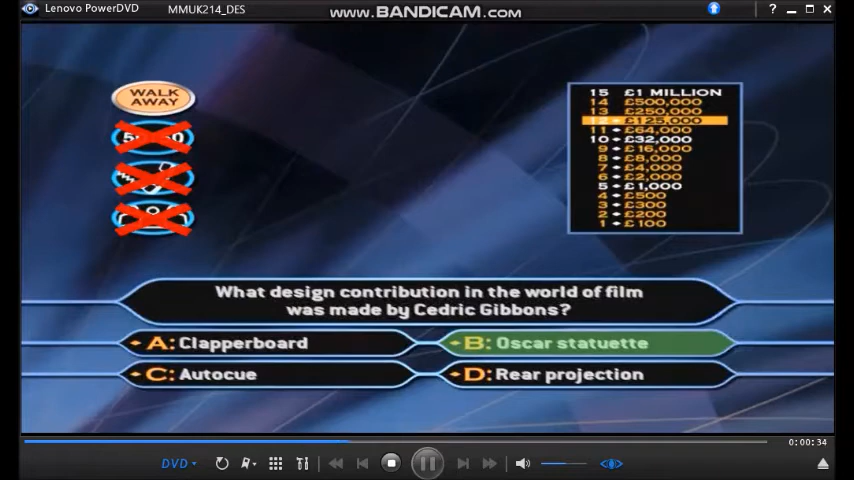 Lenovo PowerDVD
MMUK214_DES
www.BANDICAM.com
WALK
AWAY
15 £1 MILLION
14 £500,000
13 £250,000
12 £125,000
11 £64,000
10 £32,000
9 £16,000
8 £8,000
7 £4,000
6 £2,000
5 £1,000
4 £500
3 £300
2 £200
1 £100
What design contribution in the world of film
was made by Cedric Gibbons?
A: Clapperboard
B: Oscar statuette
C: Autocue
D: Rear projection
0:00:34
DVD